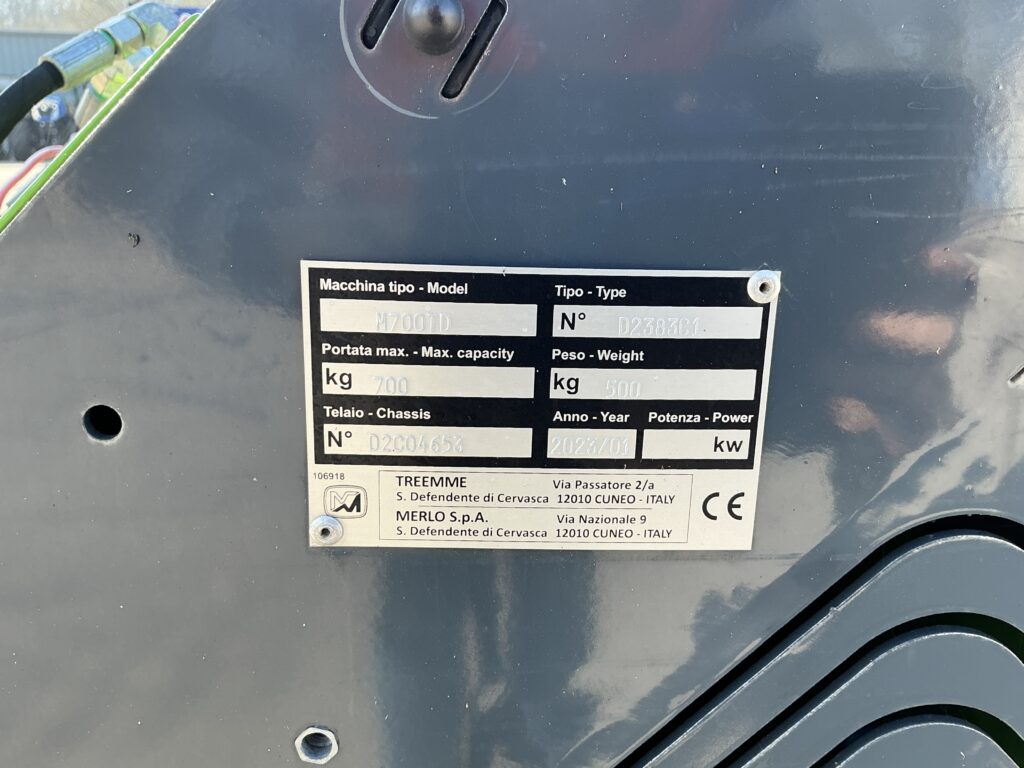 Macchina tipo - Model
Tipo - Type
M700TD
N° D2383C1
Portata max. - Max. capacity
Peso - Weight
kg 700
kg 500
Telaio - Chassis
Anno - Year
Potenza - Power
N° D2C04653
2023/01
kw
106918
TREEMME Via Passatore 2/a
S. Defendente di Cervasca 12010 CUNEO - ITALY
MERLO S.p.A. Via Nazionale 9
S. Defendente di Cervasca 12010 CUNEO - ITALY
CE